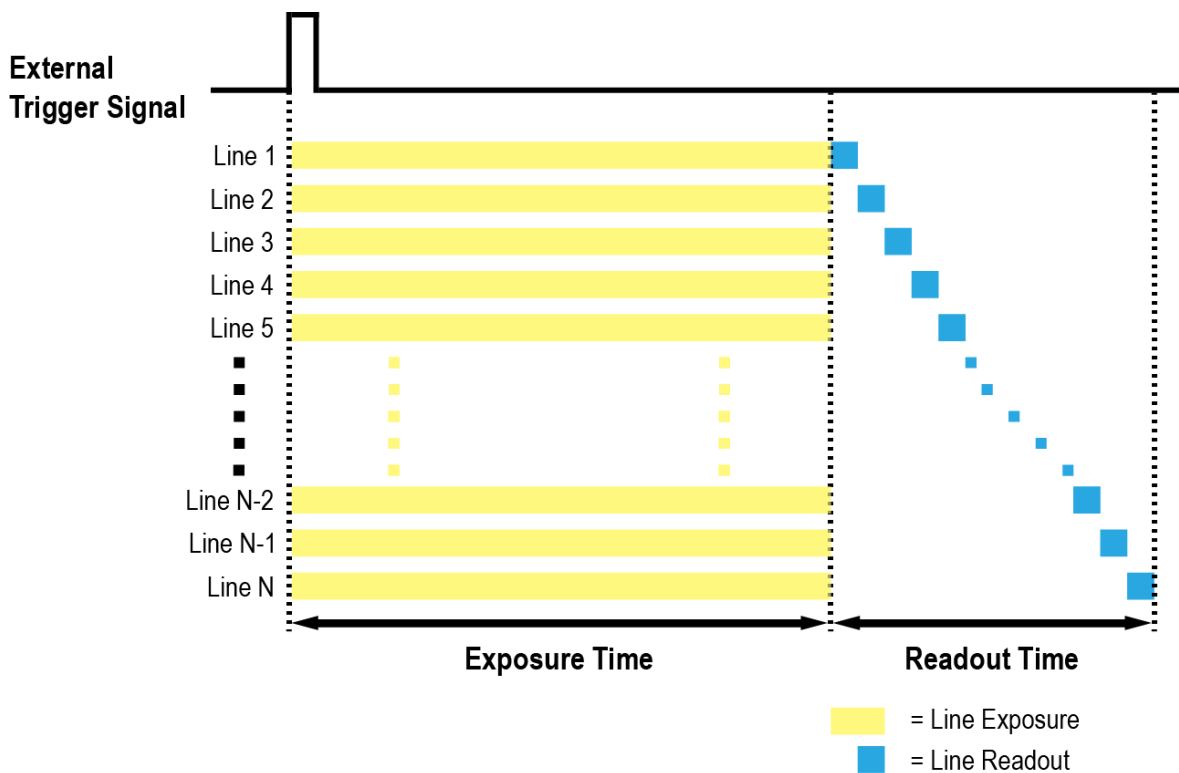 External
Trigger Signal
Line 1
Line 2
Line 3
Line 4
Line 5
Line N-2
Line N-1
Line N
Exposure Time
Readout Time
= Line Exposure
= Line Readout